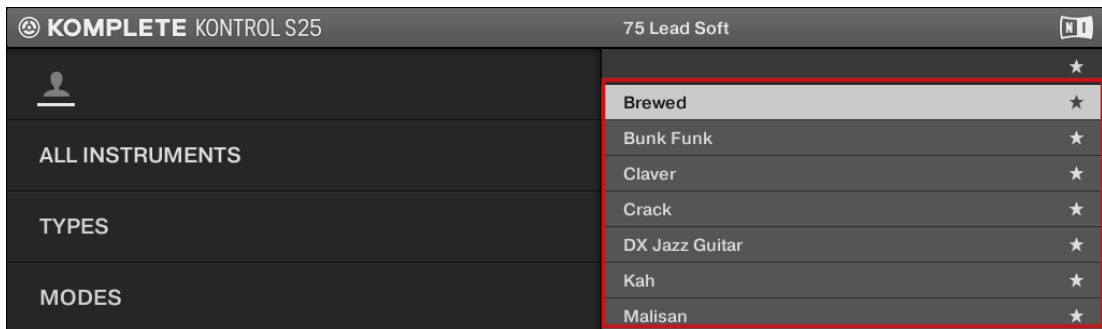 KOMPLETE KONTROL S25
75 Lead Soft
NI
ALL INSTRUMENTS
TYPES
MODES
Brewed
Bunk Funk
Claver
Crack
DX Jazz Guitar
Kah
Malisan